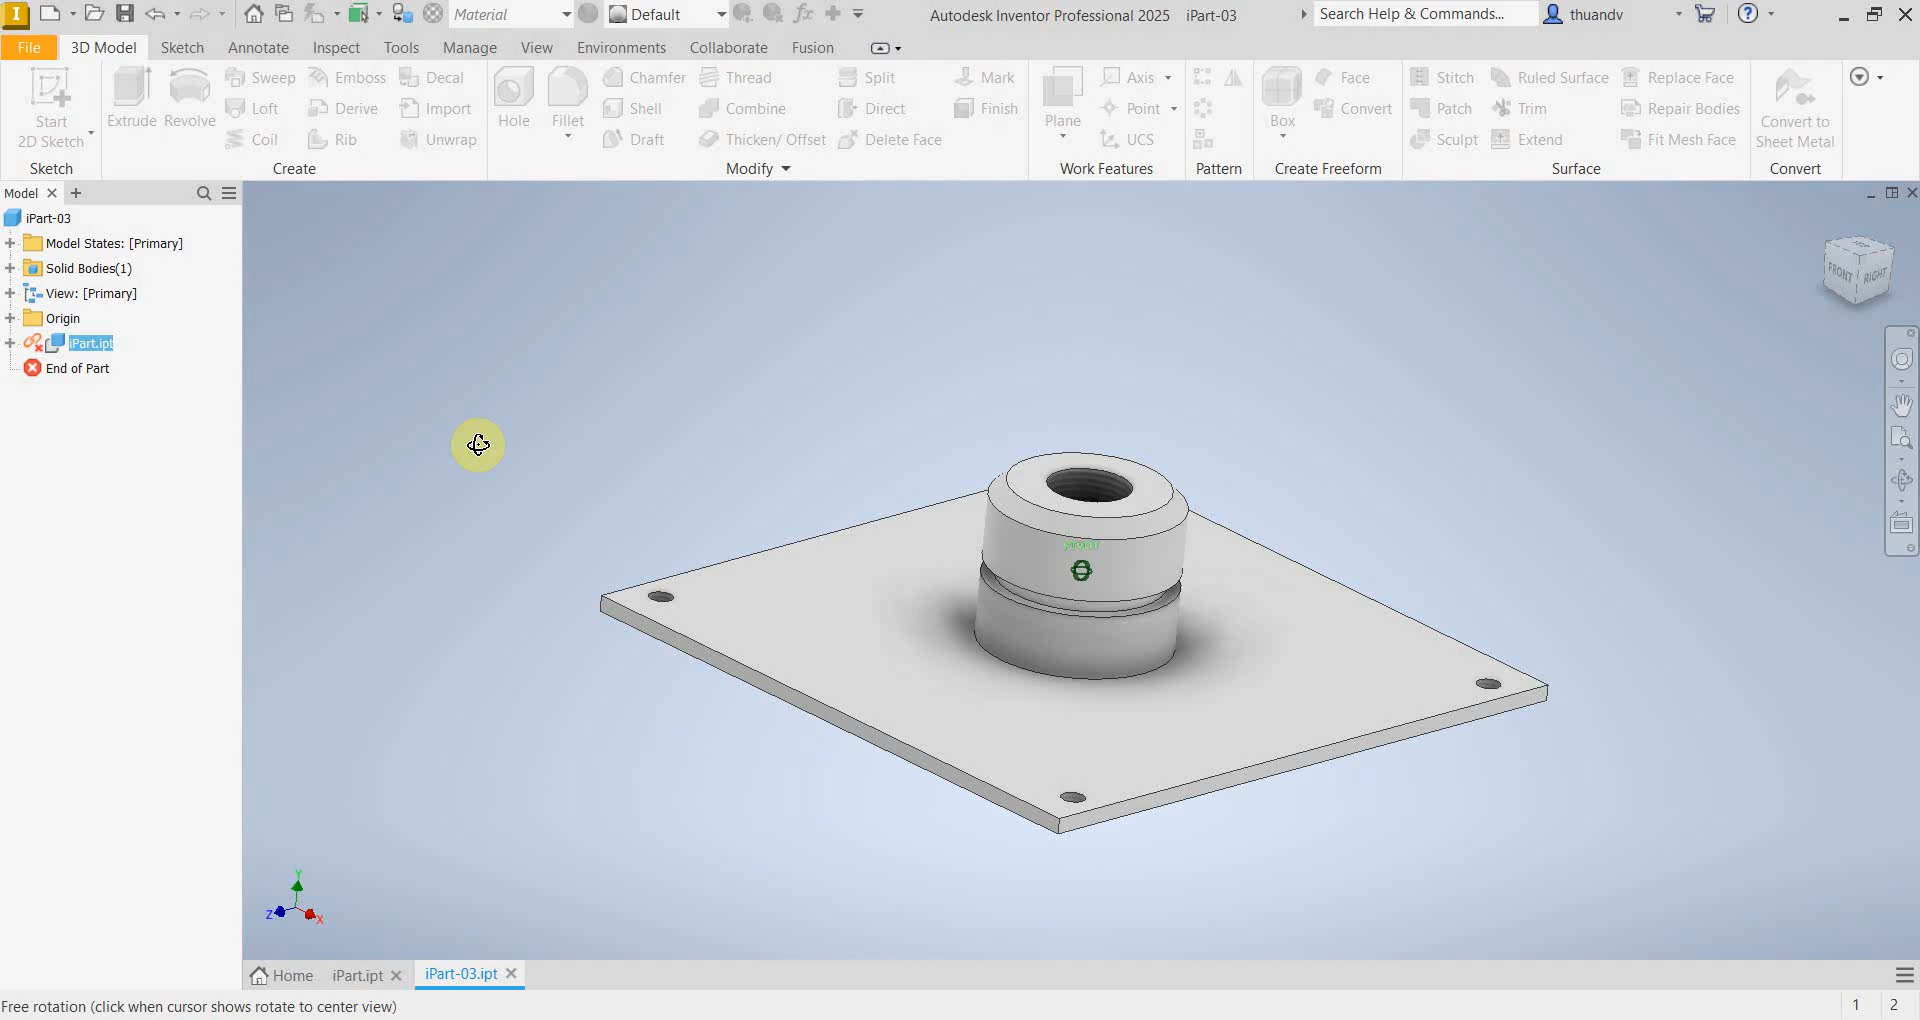 I
Material
Default
fx
Autodesk Inventor Professional 2025 iPart-03
Search Help & Commands...
thuandv
?
File
3D Model
Sketch
Annotate
Inspect
Tools
Manage
View
Environments
Collaborate
Fusion
Start
2D Sketch
Sketch
Extrude
Revolve
Sweep
Emboss
Decal
Loft
Derive
Import
Coil
Rib
Unwrap
Create
Hole
Fillet
Chamfer
Thread
Split
Mark
Shell
Combine
Direct
Finish
Draft
Thicken/ Offset
Delete Face
Modify
Plane
Axis
Point
UCS
Work Features
Pattern
Box
Face
Convert
Create Freeform
Stitch
Ruled Surface
Replace Face
Patch
Trim
Repair Bodies
Sculpt
Extend
Fit Mesh Face
Surface
Convert to
Sheet Metal
Convert
Model
iPart-03
Model States: [Primary]
Solid Bodies(1)
View: [Primary]
Origin
iPart.ipt
End of Part
TOP
FRONT
RIGHT
PIVOT
Y
Z
X
Home
iPart.ipt
iPart-03.ipt
Free rotation (click when cursor shows rotate to center view)
1
2